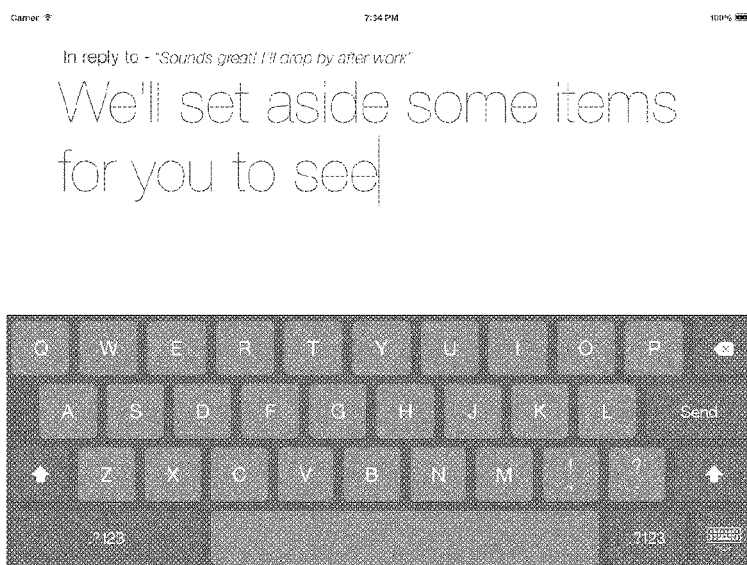 Carrier 7:34 PM 100%
In reply to - "Sounds great! I'll drop by after work"
We'll set aside some items
for you to see
Q W E R T Y U I O P
A S D F G H J K L Send
Z X C V B N M ! , ? .
.?123 .?123